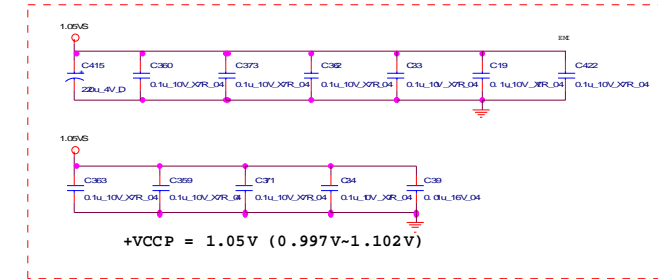 1.05VS
EMI
C415
C360
C373
C362
C33
C19
C422
220u_4V_D
0.1u_10V_X7R_04
0.1u_10V_X7R_04
0.1u_10V_X7R_04
0.1u_10V_X7R_04
0.1u_10V_X7R_04
0.1u_10V_X7R_04
1.05VS
C363
C359
C371
C34
C39
0.1u_10V_X7R_04
0.1u_10V_X7R_04
0.1u_10V_X7R_04
0.1u_10V_X7R_04
0.01u_16V_04
+VCCP = 1.05V (0.997V~1.102V)